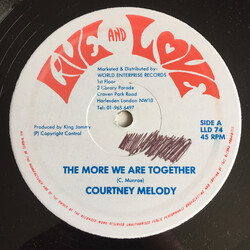 LIVE AND LOVE
Marketed & Distributed by:
WORLD ENTERPRISE RECORDS
1st Floor
2 Library Parade
Craven Park Road
Harlesden London NW10
Tel: 01-965 6497
Produced by King Jammy
(P) Copyright Control
SIDE A
LLD 74
45 RPM
THE MORE WE ARE TOGETHER
(C. Munroe)
COURTNEY MELODY